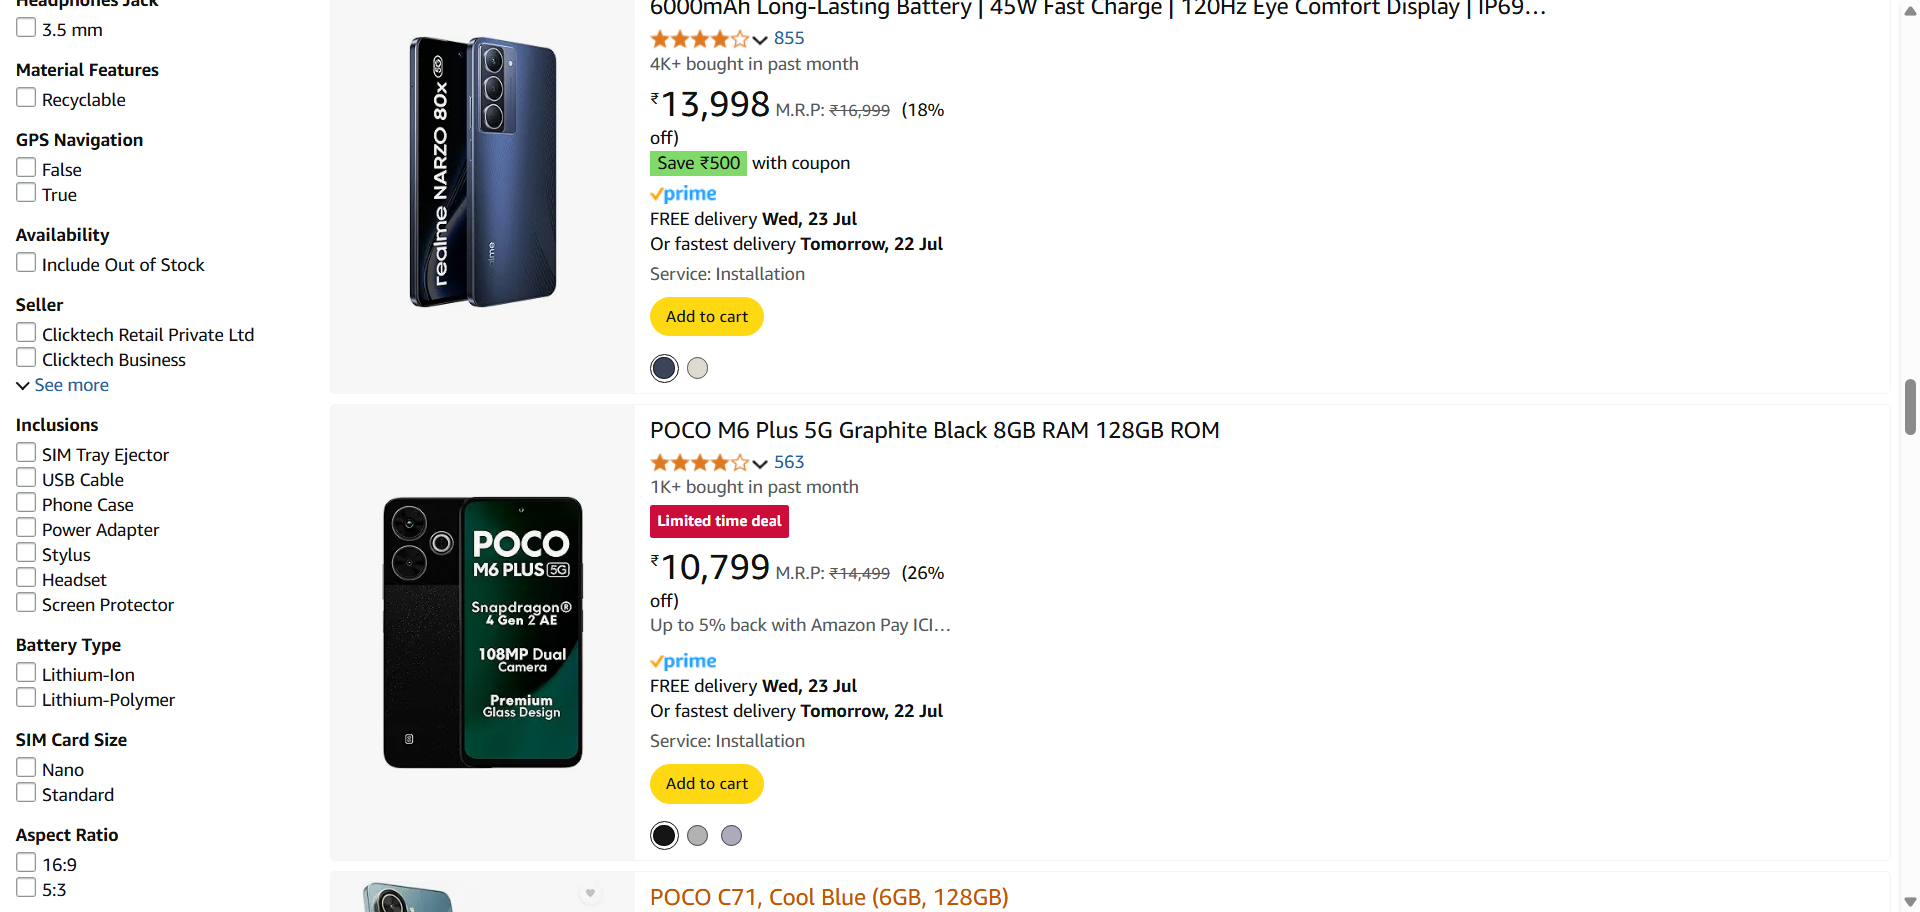 Headphones Jack
3.5 mm
Material Features
Recyclable
GPS Navigation
False
True
Availability
Include Out of Stock
Seller
Clicktech Retail Private Ltd
Clicktech Business
See more
Inclusions
SIM Tray Ejector
USB Cable
Phone Case
Power Adapter
Stylus
Headset
Screen Protector
Battery Type
Lithium-Ion
Lithium-Polymer
SIM Card Size
Nano
Standard
Aspect Ratio
16:9
5:3
realme NARZO 80x 5G
realme
6000mAh Long-Lasting Battery | 45W Fast Charge | 120Hz Eye Comfort Display | IP69…
855
4K+ bought in past month
₹13,998 M.R.P: ₹16,999 (18%
off)
Save ₹500 with coupon
prime
FREE delivery Wed, 23 Jul
Or fastest delivery Tomorrow, 22 Jul
Service: Installation
Add to cart
POCO
M6 PLUS 5G
Snapdragon®
4 Gen 2 AE
108MP Dual
Camera
Premium
Glass Design
POCO M6 Plus 5G Graphite Black 8GB RAM 128GB ROM
563
1K+ bought in past month
Limited time deal
₹10,799 M.R.P: ₹14,499 (26%
off)
Up to 5% back with Amazon Pay ICI…
prime
FREE delivery Wed, 23 Jul
Or fastest delivery Tomorrow, 22 Jul
Service: Installation
Add to cart
POCO C71, Cool Blue (6GB, 128GB)